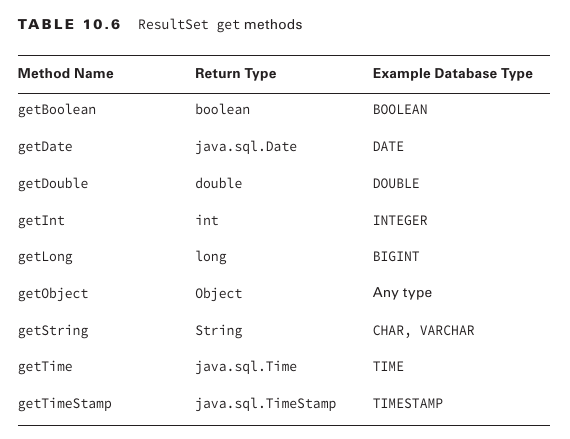 TABLE 10.6 ResultSet get methods
Method Name Return Type Example Database Type
getBoolean boolean BOOLEAN
getDate java.sql.Date DATE
getDouble double DOUBLE
getInt int INTEGER
getLong long BIGINT
getObject Object Any type
getString String CHAR, VARCHAR
getTime java.sql.Time TIME
getTimeStamp java.sql.TimeStamp TIMESTAMP